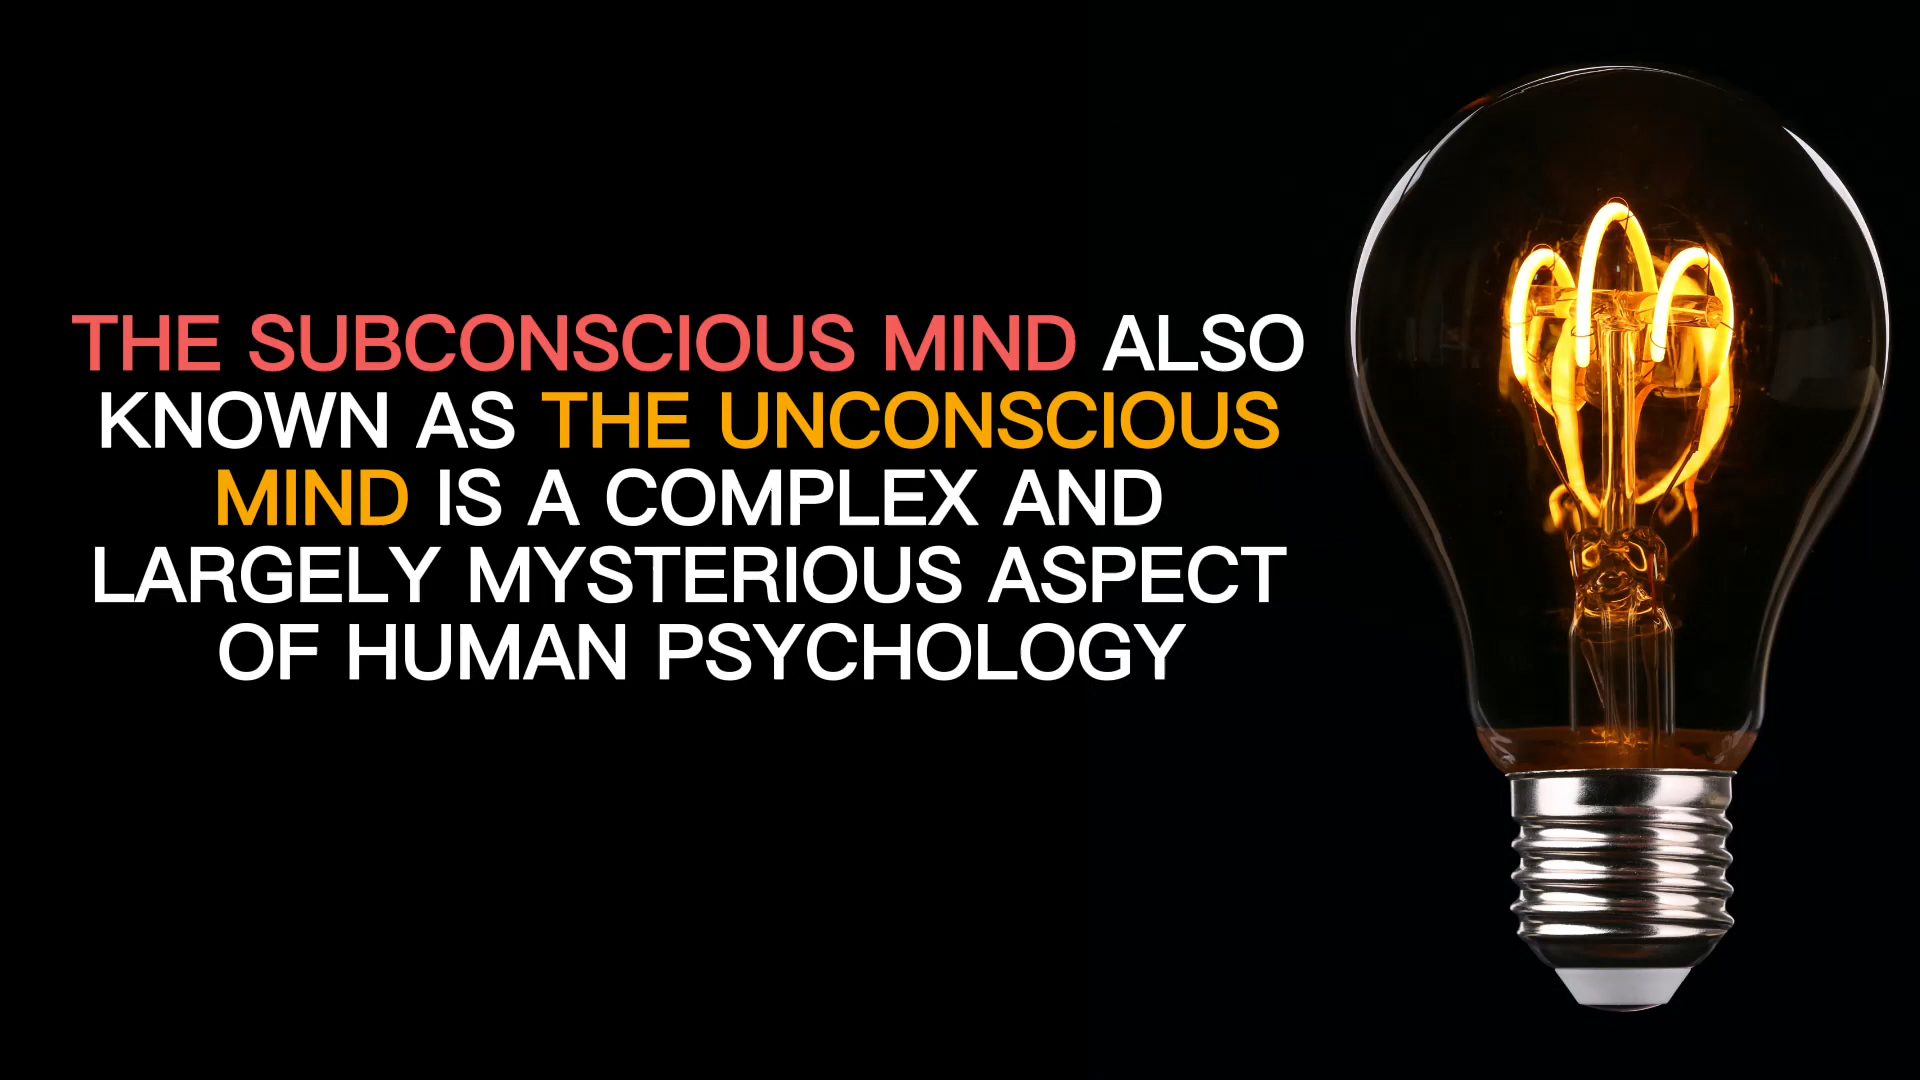 THE SUBCONSCIOUS MIND ALSO
KNOWN AS THE UNCONSCIOUS
MIND IS A COMPLEX AND
LARGELY MYSTERIOUS ASPECT
OF HUMAN PSYCHOLOGY